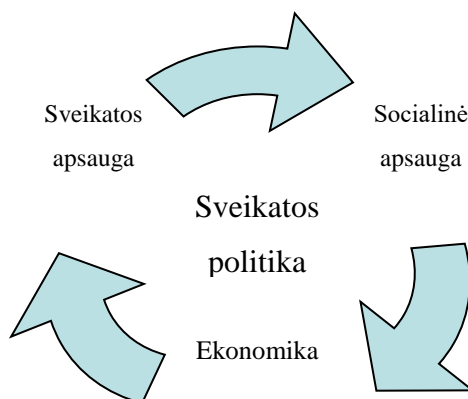 Sveikatos
apsauga
Socialinė
apsauga
Sveikatos
politika
Ekonomika